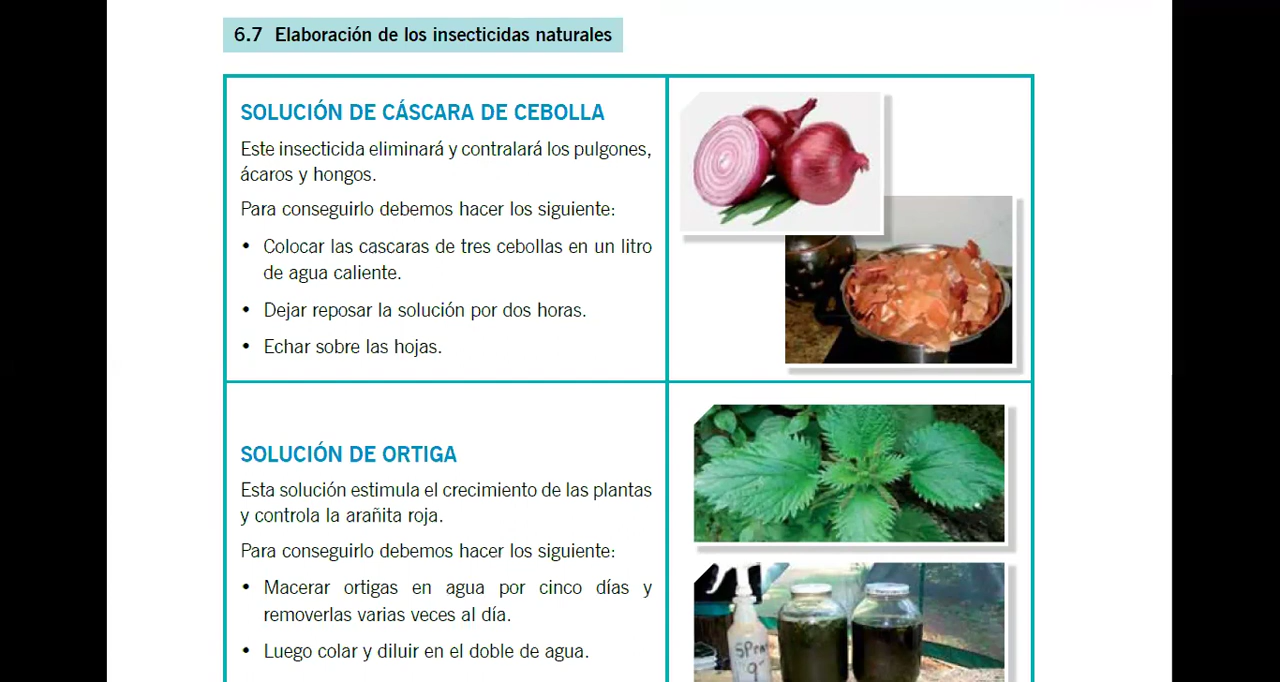 6.7 Elaboración de los insecticidas naturales
SOLUCIÓN DE CÁSCARA DE CEBOLLA
Este insecticida eliminará y contralará los pulgones,
ácaros y hongos.
Para conseguirlo debemos hacer los siguiente:
• Colocar las cascaras de tres cebollas en un litro
de agua caliente.
• Dejar reposar la solución por dos horas.
• Echar sobre las hojas.
SOLUCIÓN DE ORTIGA
Esta solución estimula el crecimiento de las plantas
y controla la arañita roja.
Para conseguirlo debemos hacer los siguiente:
• Macerar ortigas en agua por cinco días y
removerlas varias veces al día.
• Luego colar y diluir en el doble de agua.